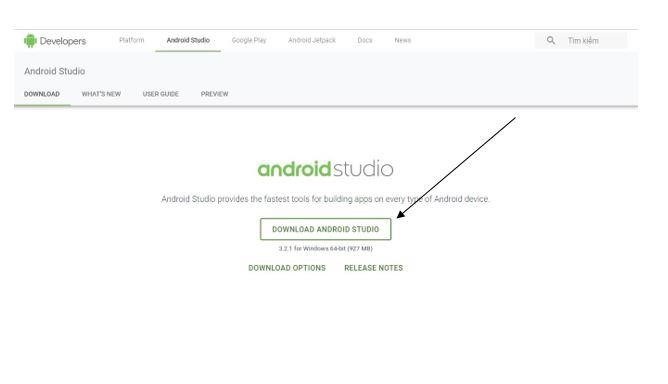 Developers Platform Android Studio Google Play Android Jetpack Docs News Tìm kiếm
Android Studio
DOWNLOAD WHAT'S NEW USER GUIDE PREVIEW
androidstudio
Android Studio provides the fastest tools for building apps on every type of Android device.
DOWNLOAD ANDROID STUDIO
3.2.1 for Windows 64-bit (927 MB)
DOWNLOAD OPTIONS RELEASE NOTES